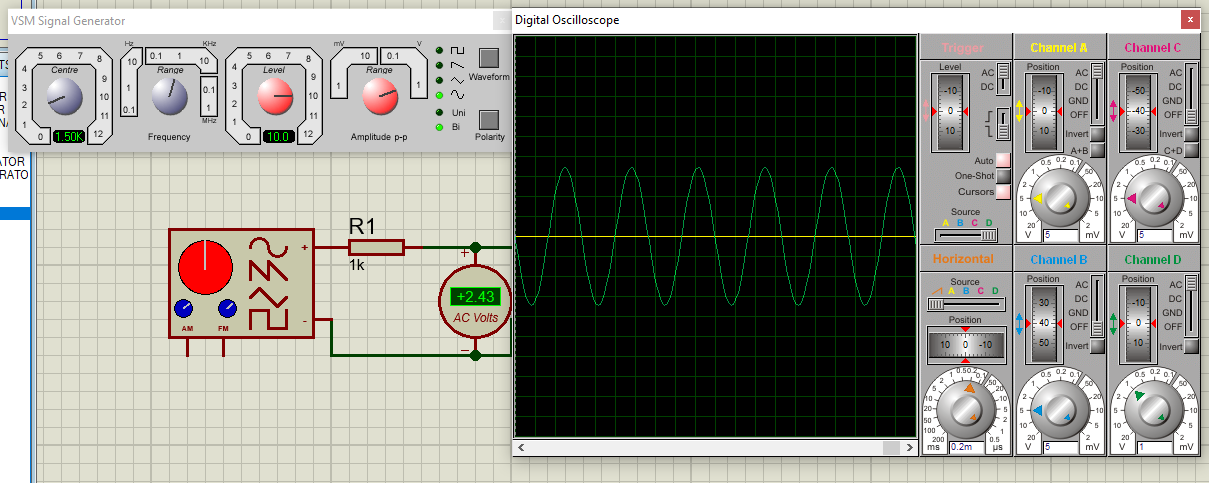 VSM Signal Generator
Digital Oscilloscope
x
TS
R
R
NA
ATOR
ERATO
5 6 7
4 8
3 9
2 10
1 11
0 12
Centre
1.50K
Hz KHz
0.1 1 10
10
1
0.1
0.1
1
MHz
Range
Frequency
5 6 7
4 8
3 9
2 10
1 11
0 12
Level
10.0
mV V
10 100 0.1 1
1 10
Range
Amplitude p-p
Waveform
Uni
Bi
Polarity
R1
1k
+
-
AM FM
+
+2.43
AC Volts
-
Trigger
Level
AC
DC
10
0
-10
Auto
One-Shot
Cursors
Source
A B C D
Channel A
Position
AC
DC
GND
OFF
Invert
A+B
10
0
-10
V 5 mV
Channel C
Position
AC
DC
GND
OFF
Invert
C+D
-50
-40
-30
V 5 mV
Horizontal
Source
A B C D
Position
10 0 -10
ms 0.2m µs
Channel B
Position
AC
DC
GND
OFF
Invert
30
40
50
V 5 mV
Channel D
Position
AC
DC
GND
OFF
Invert
10
0
-10
V 1 mV